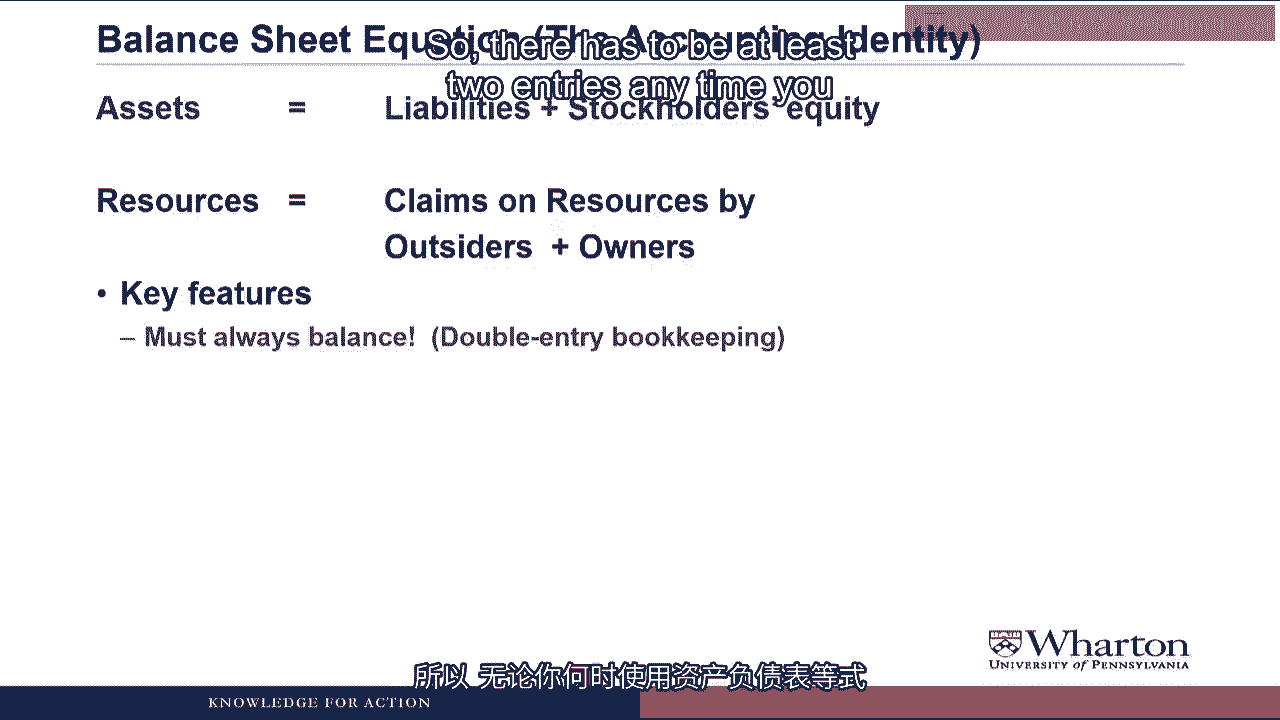 Balance Sheet Equation (The Accounting Identity)
So, there has to be at least
two entries any time you
Assets = Liabilities + Stockholders' equity
Resources = Claims on Resources by
Outsiders + Owners
• Key features
– Must always balance! (Double-entry bookkeeping)
Wharton
UNIVERSITY of PENNSYLVANIA
所以 无论你何时使用资产负债表等式
KNOWLEDGE FOR ACTION